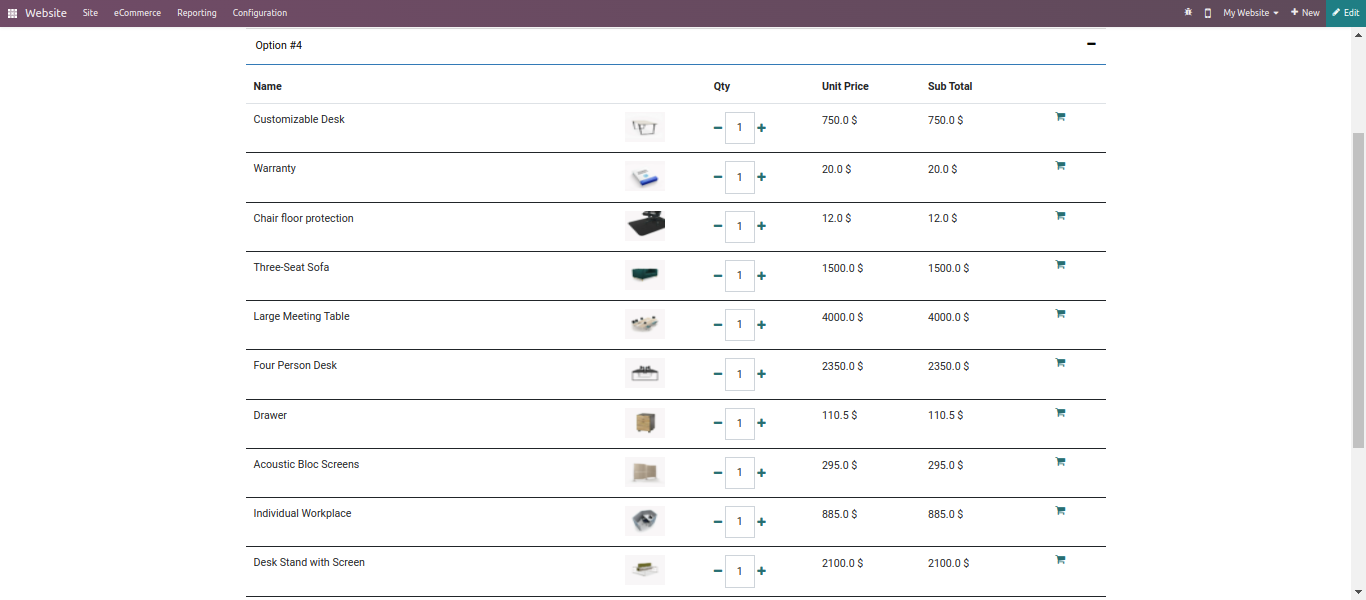 Website Site eCommerce Reporting Configuration My Website New Edit
Option #4
Name Qty Unit Price Sub Total
Customizable Desk 1 750.0 $ 750.0 $
Warranty 1 20.0 $ 20.0 $
Chair floor protection 1 12.0 $ 12.0 $
Three-Seat Sofa 1 1500.0 $ 1500.0 $
Large Meeting Table 1 4000.0 $ 4000.0 $
Four Person Desk 1 2350.0 $ 2350.0 $
Drawer 1 110.5 $ 110.5 $
Acoustic Bloc Screens 1 295.0 $ 295.0 $
Individual Workplace 1 885.0 $ 885.0 $
Desk Stand with Screen 1 2100.0 $ 2100.0 $